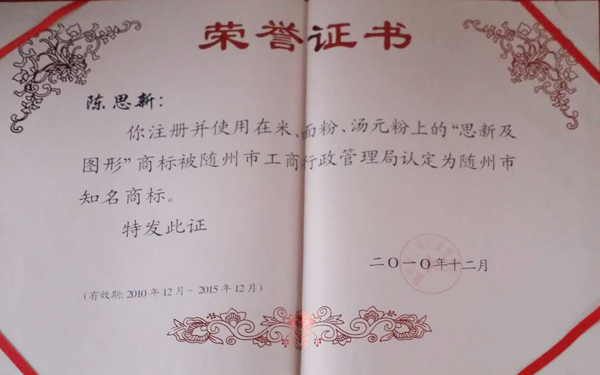 荣誉证书
陈思新：
你注册并使用在米、面粉、汤元粉上的“思新及
图形”商标被随州市工商行政管理局认定为随州市
知名商标。
特发此证
二〇一〇年十二月
(有效期:2010年12月-2015年12月)